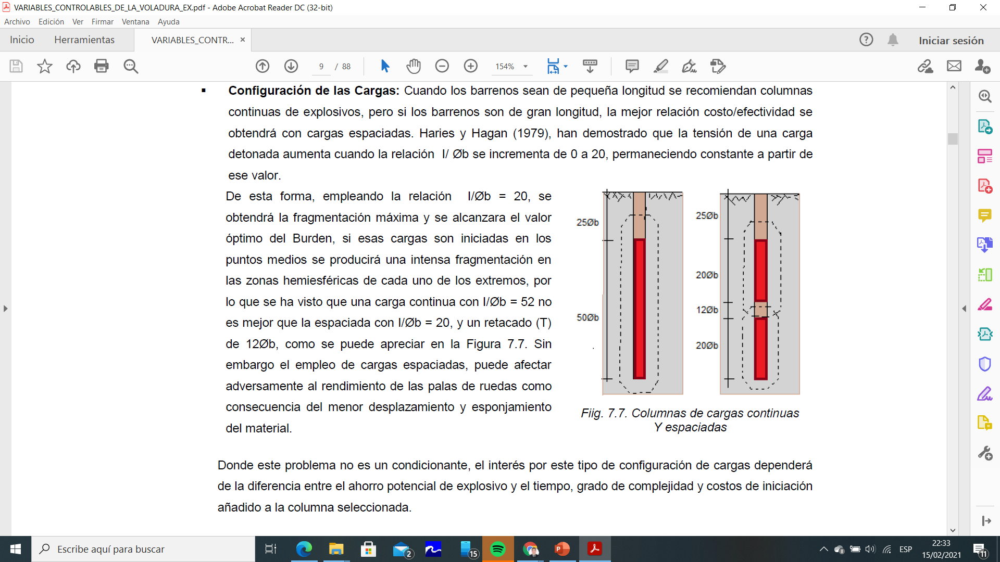 VARIABLES_CONTROLABLES_DE_LA_VOLADURA_EX.pdf - Adobe Acrobat Reader DC (32-bit)
Archivo Edición Ver Firmar Ventana Ayuda
Inicio Herramientas VARIABLES_CONTR... × Iniciar sesión
9 / 88 154%
▪ Configuración de las Cargas: Cuando los barrenos sean de pequeña longitud se recomiendan columnas
continuas de explosivos, pero si los barrenos son de gran longitud, la mejor relación costo/efectividad se
obtendrá con cargas espaciadas. Haries y Hagan (1979), han demostrado que la tensión de una carga
detonada aumenta cuando la relación I/ Øb se incrementa de 0 a 20, permaneciendo constante a partir de
ese valor.
De esta forma, empleando la relación I/Øb = 20, se
obtendrá la fragmentación máxima y se alcanzara el valor
óptimo del Burden, si esas cargas son iniciadas en los
puntos medios se producirá una intensa fragmentación en
las zonas hemiesféricas de cada uno de los extremos, por
lo que se ha visto que una carga continua con I/Øb = 52 no
es mejor que la espaciada con I/Øb = 20, y un retacado (T)
de 12Øb, como se puede apreciar en la Figura 7.7. Sin
embargo el empleo de cargas espaciadas, puede afectar
adversamente al rendimiento de las palas de ruedas como
consecuencia del menor desplazamiento y esponjamiento
del material.
25Øb
50Øb
25Øb
20Øb
12Øb
20Øb
Fiig. 7.7. Columnas de cargas continuas
Y espaciadas
Donde este problema no es un condicionante, el interés por este tipo de configuración de cargas dependerá
de la diferencia entre el ahorro potencial de explosivo y el tiempo, grado de complejidad y costos de iniciación
añadido a la columna seleccionada.
Escribe aquí para buscar
2
15
ESP
22:33
15/02/2021
11